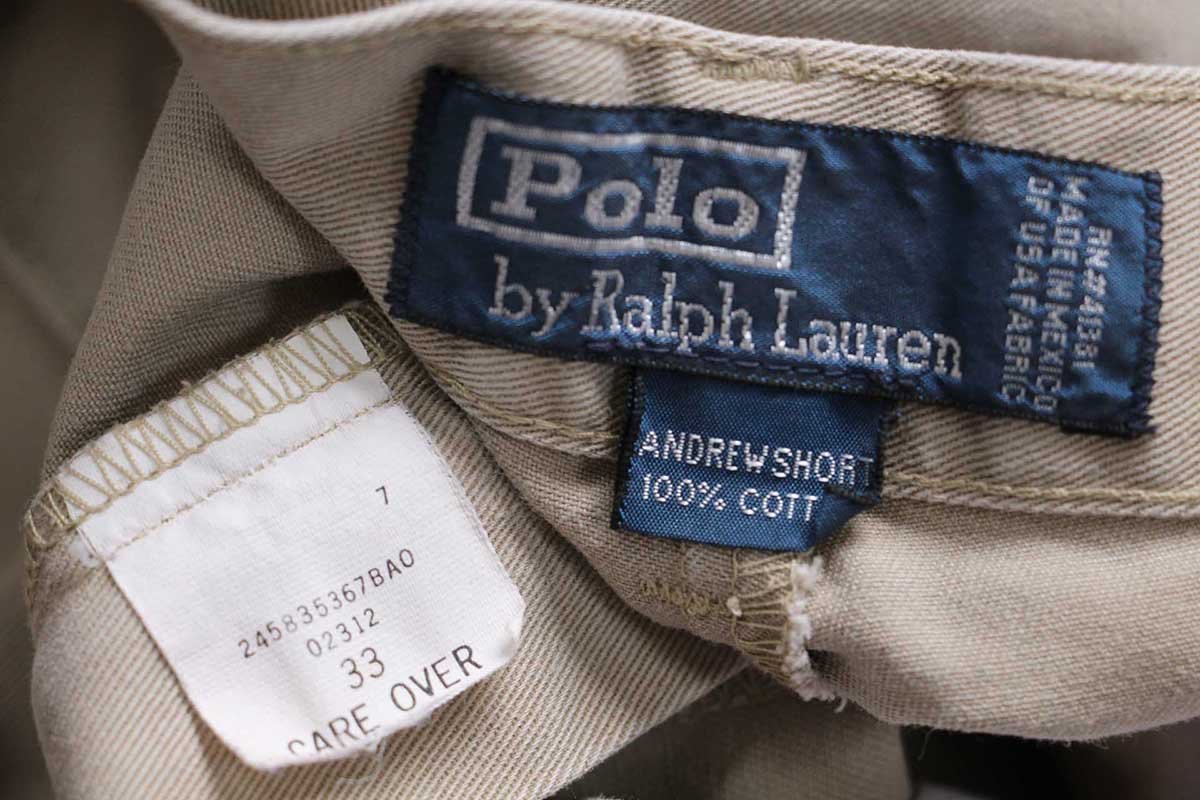 Polo
by Ralph Lauren
RN#41381
MADE IN MEXICO
OF USA FABRIC
ANDREW SHORT
100% COTT
7
245835367BA0
02312
33
CARE OVER